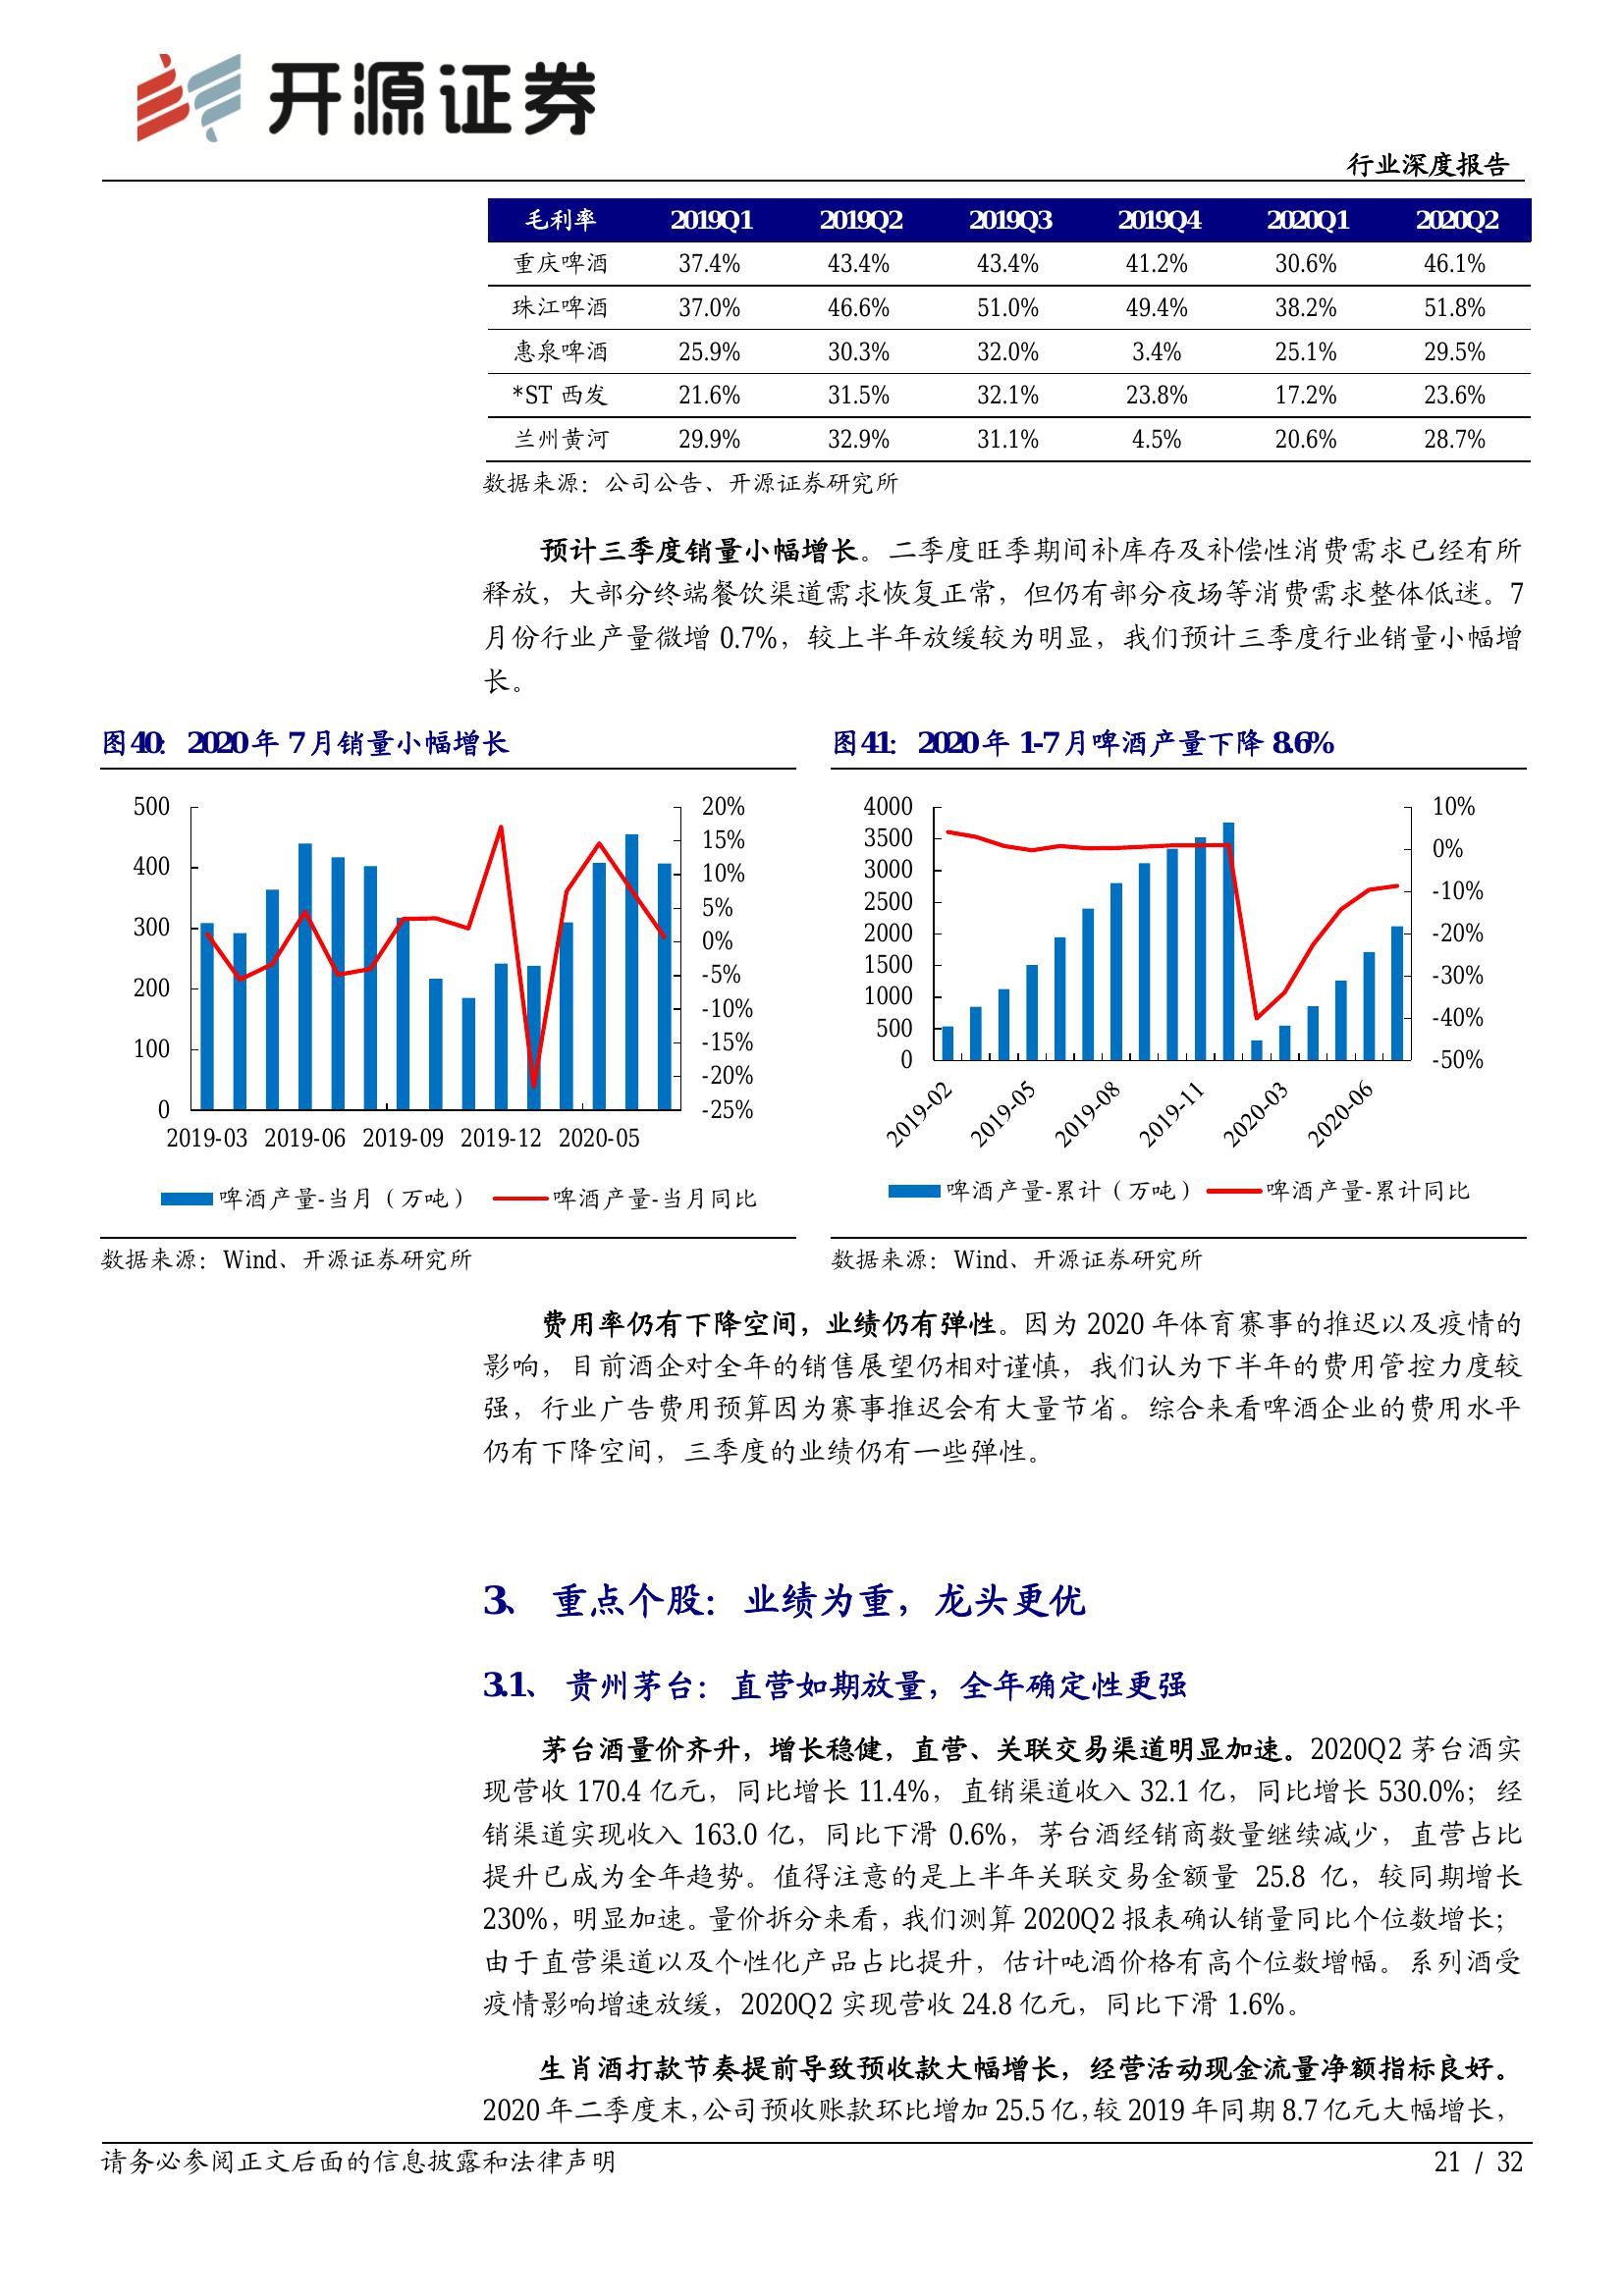 开源证券
行业深度报告
毛利率 2019Q1 2019Q2 2019Q3 2019Q4 2020Q1 2020Q2
重庆啤酒 37.4% 43.4% 43.4% 41.2% 30.6% 46.1%
珠江啤酒 37.0% 46.6% 51.0% 49.4% 38.2% 51.8%
惠泉啤酒 25.9% 30.3% 32.0% 3.4% 25.1% 29.5%
*ST 西发 21.6% 31.5% 32.1% 23.8% 17.2% 23.6%
兰州黄河 29.9% 32.9% 31.1% 4.5% 20.6% 28.7%
数据来源：公司公告、开源证券研究所
预计三季度销量小幅增长。二季度旺季期间补库存及补偿性消费需求已经有所
释放，大部分终端餐饮渠道需求恢复正常，但仍有部分夜场等消费需求整体低迷。7
月份行业产量微增 0.7%，较上半年放缓较为明显，我们预计三季度行业销量小幅增
长。
图40： 2020 年 7 月销量小幅增长
500
400
300
200
100
0
20%
15%
10%
5%
0%
-5%
-10%
-15%
-20%
-25%
2019-03 2019-06 2019-09 2019-12 2020-05
啤酒产量-当月（万吨） 啤酒产量-当月同比
数据来源：Wind、开源证券研究所
图41： 2020 年 1-7 月啤酒产量下降 8.6%
4000
3500
3000
2500
2000
1500
1000
500
0
10%
0%
-10%
-20%
-30%
-40%
-50%
2019-02 2019-05 2019-08 2019-11 2020-03 2020-06
啤酒产量-累计（万吨） 啤酒产量-累计同比
数据来源：Wind、开源证券研究所
费用率仍有下降空间，业绩仍有弹性。因为 2020 年体育赛事的推迟以及疫情的
影响，目前酒企对全年的销售展望仍相对谨慎，我们认为下半年的费用管控力度较
强，行业广告费用预算因为赛事推迟会有大量节省。综合来看啤酒企业的费用水平
仍有下降空间，三季度的业绩仍有一些弹性。
3、 重点个股：业绩为重，龙头更优
3.1、 贵州茅台：直营如期放量，全年确定性更强
茅台酒量价齐升，增长稳健，直营、关联交易渠道明显加速。2020Q2 茅台酒实
现营收 170.4 亿元，同比增长 11.4%，直销渠道收入 32.1 亿，同比增长 530.0%；经
销渠道实现收入 163.0 亿，同比下滑 0.6%，茅台酒经销商数量继续减少，直营占比
提升已成为全年趋势。值得注意的是上半年关联交易金额量 25.8 亿，较同期增长
230%，明显加速。量价拆分来看，我们测算 2020Q2 报表确认销量同比个位数增长；
由于直营渠道以及个性化产品占比提升，估计吨酒价格有高个位数增幅。系列酒受
疫情影响增速放缓，2020Q2 实现营收 24.8 亿元，同比下滑 1.6%。
生肖酒打款节奏提前导致预收款大幅增长，经营活动现金流量净额指标良好。
2020 年二季度末，公司预收账款环比增加 25.5 亿，较 2019 年同期 8.7 亿元大幅增长，
请务必参阅正文后面的信息披露和法律声明
21 / 32